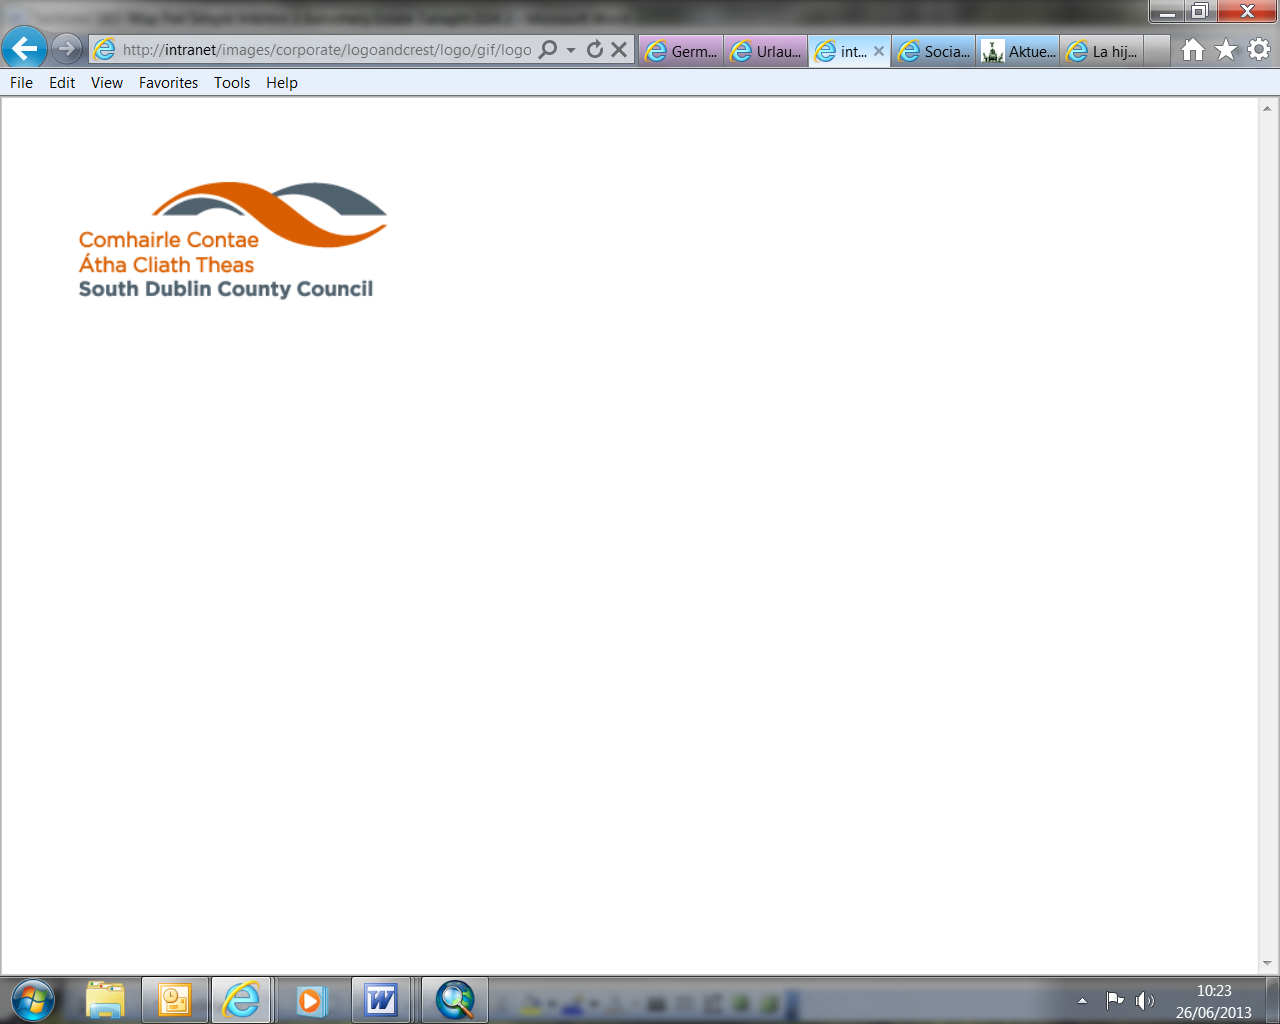 http://intranet/images/corporate/logoandcrest/logo/gif/logo
Germ...
Urlau...
int...
Socia...
Aktue...
La hij...
File Edit View Favorites Tools Help
Comhairle Contae
Átha Cliath Theas
South Dublin County Council
10:23
26/06/2013